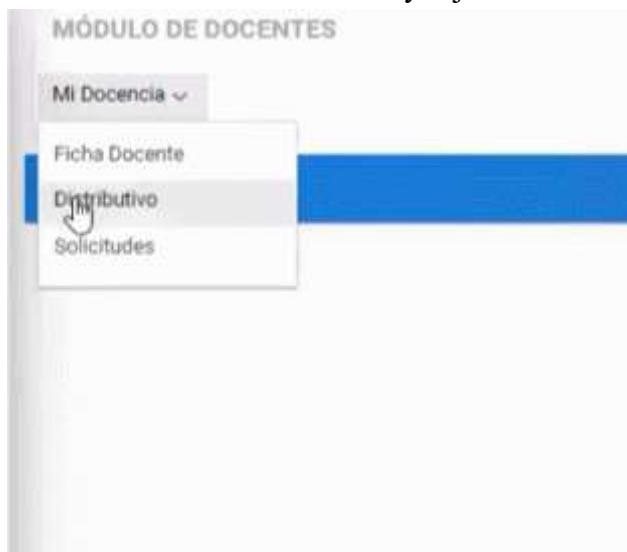 MÓDULO DE DOCENTES
Mi Docencia
Ficha Docente
Distributivo
Solicitudes